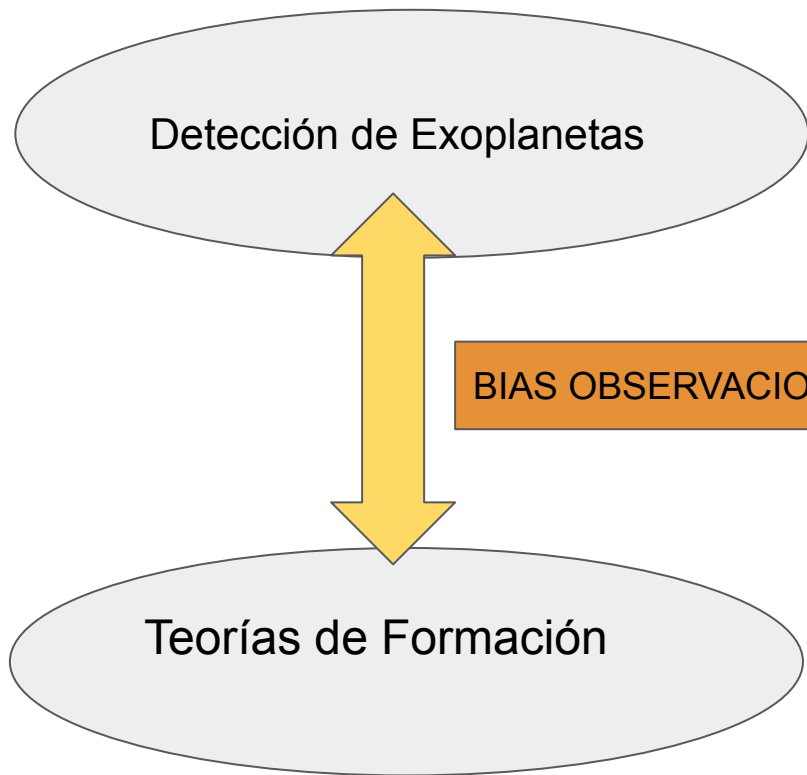 Detección de Exoplanetas
BIAS OBSERVACIO
Teorías de Formación